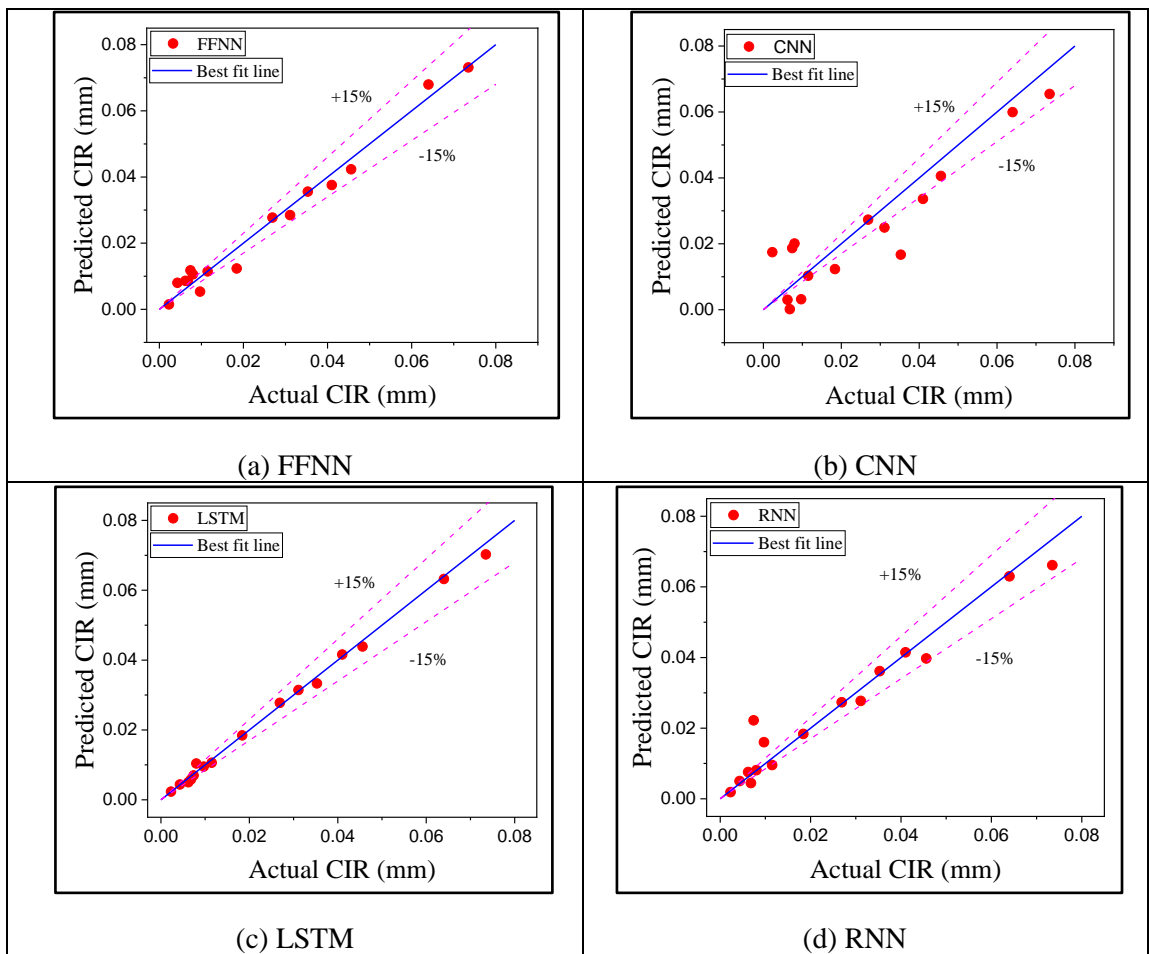 FFNN
Best fit line
+15%
-15%
0.08
0.06
0.04
0.02
0.00
0.00 0.02 0.04 0.06 0.08
Predicted CIR (mm)
Actual CIR (mm)
(a) FFNN
CNN
Best fit line
+15%
-15%
0.08
0.06
0.04
0.02
0.00
0.00 0.02 0.04 0.06 0.08
Predicted CIR (mm)
Actual CIR (mm)
(b) CNN
LSTM
Best fit line
+15%
-15%
0.08
0.06
0.04
0.02
0.00
0.00 0.02 0.04 0.06 0.08
Predicted CIR (mm)
Actual CIR (mm)
(c) LSTM
RNN
Best fit line
+15%
-15%
0.08
0.06
0.04
0.02
0.00
0.00 0.02 0.04 0.06 0.08
Predicted CIR (mm)
Actual CIR (mm)
(d) RNN